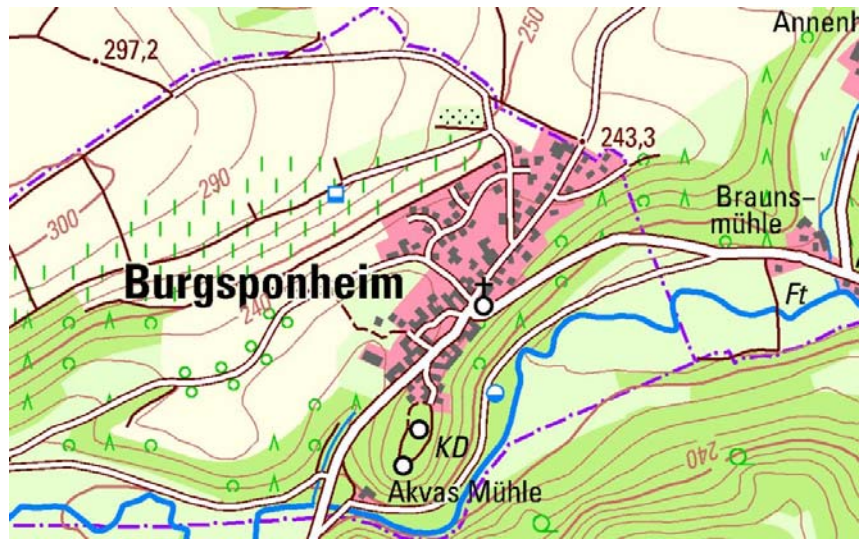 Annenh
297,2
250
243,3
290
300
Brauns-
mühle
Burgsponheim
240
Ft
KD
240
Akvas Mühle